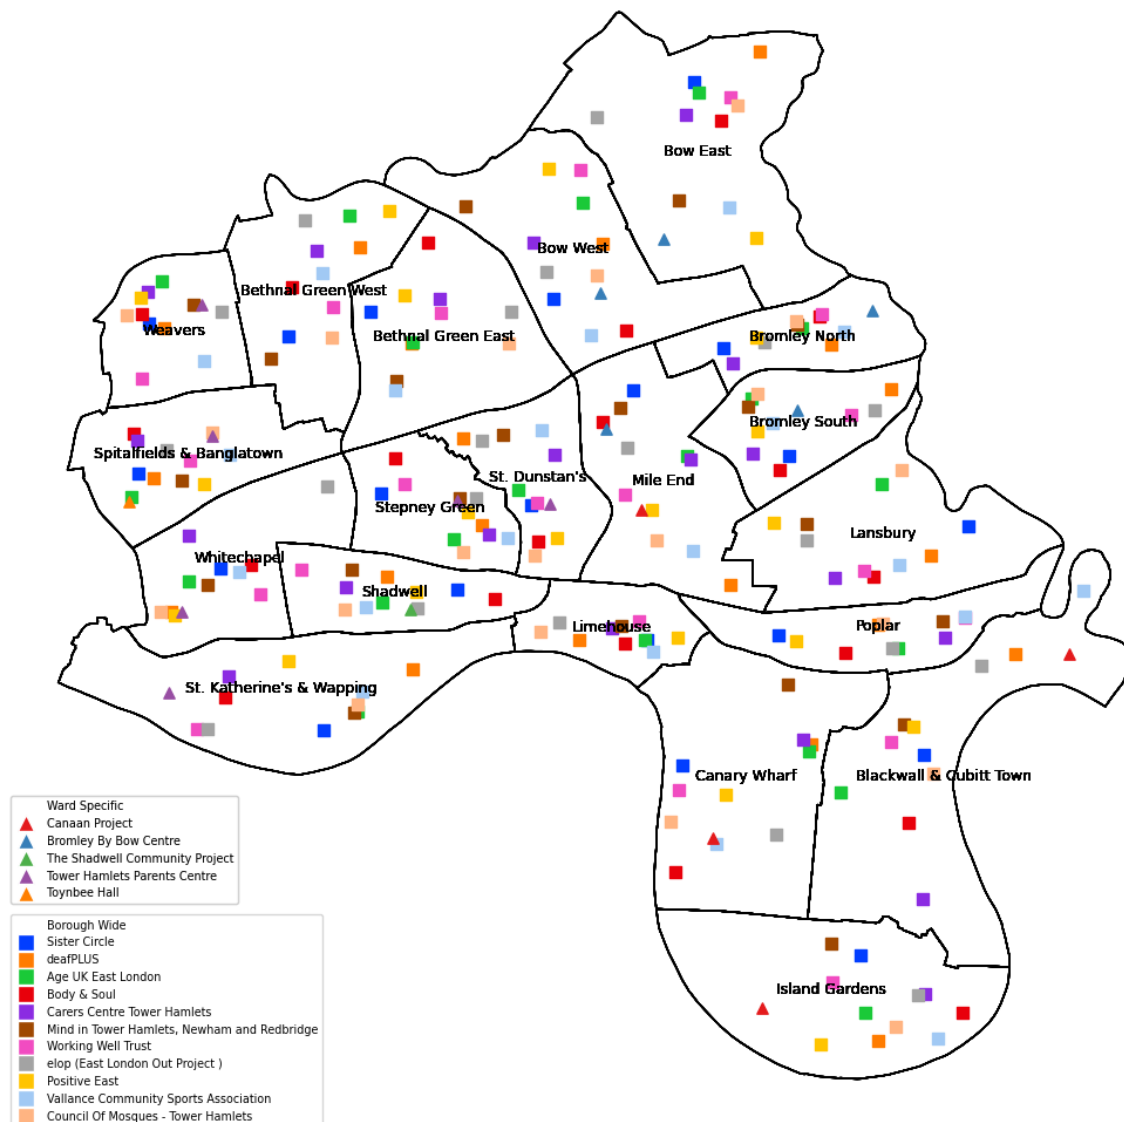 Bow East
Bow West
Bethnal Green West
Weavers
Bethnal Green East
Bromley North
Bromley South
Spitalfields & Banglatown
St. Dunstan's
Mile End
Stepney Green
Lansbury
Whitechapel
Shadwell
Limehouse
Poplar
St. Katherine's & Wapping
Canary Wharf
Blackwall & Cubitt Town
Island Gardens
Ward Specific
Canaan Project
Bromley By Bow Centre
The Shadwell Community Project
Tower Hamlets Parents Centre
Toynbee Hall
Borough Wide
Sister Circle
deafPLUS
Age UK East London
Body & Soul
Carers Centre Tower Hamlets
Mind in Tower Hamlets, Newham and Redbridge
Working Well Trust
elop (East London Out Project )
Positive East
Vallance Community Sports Association
Council Of Mosques - Tower Hamlets